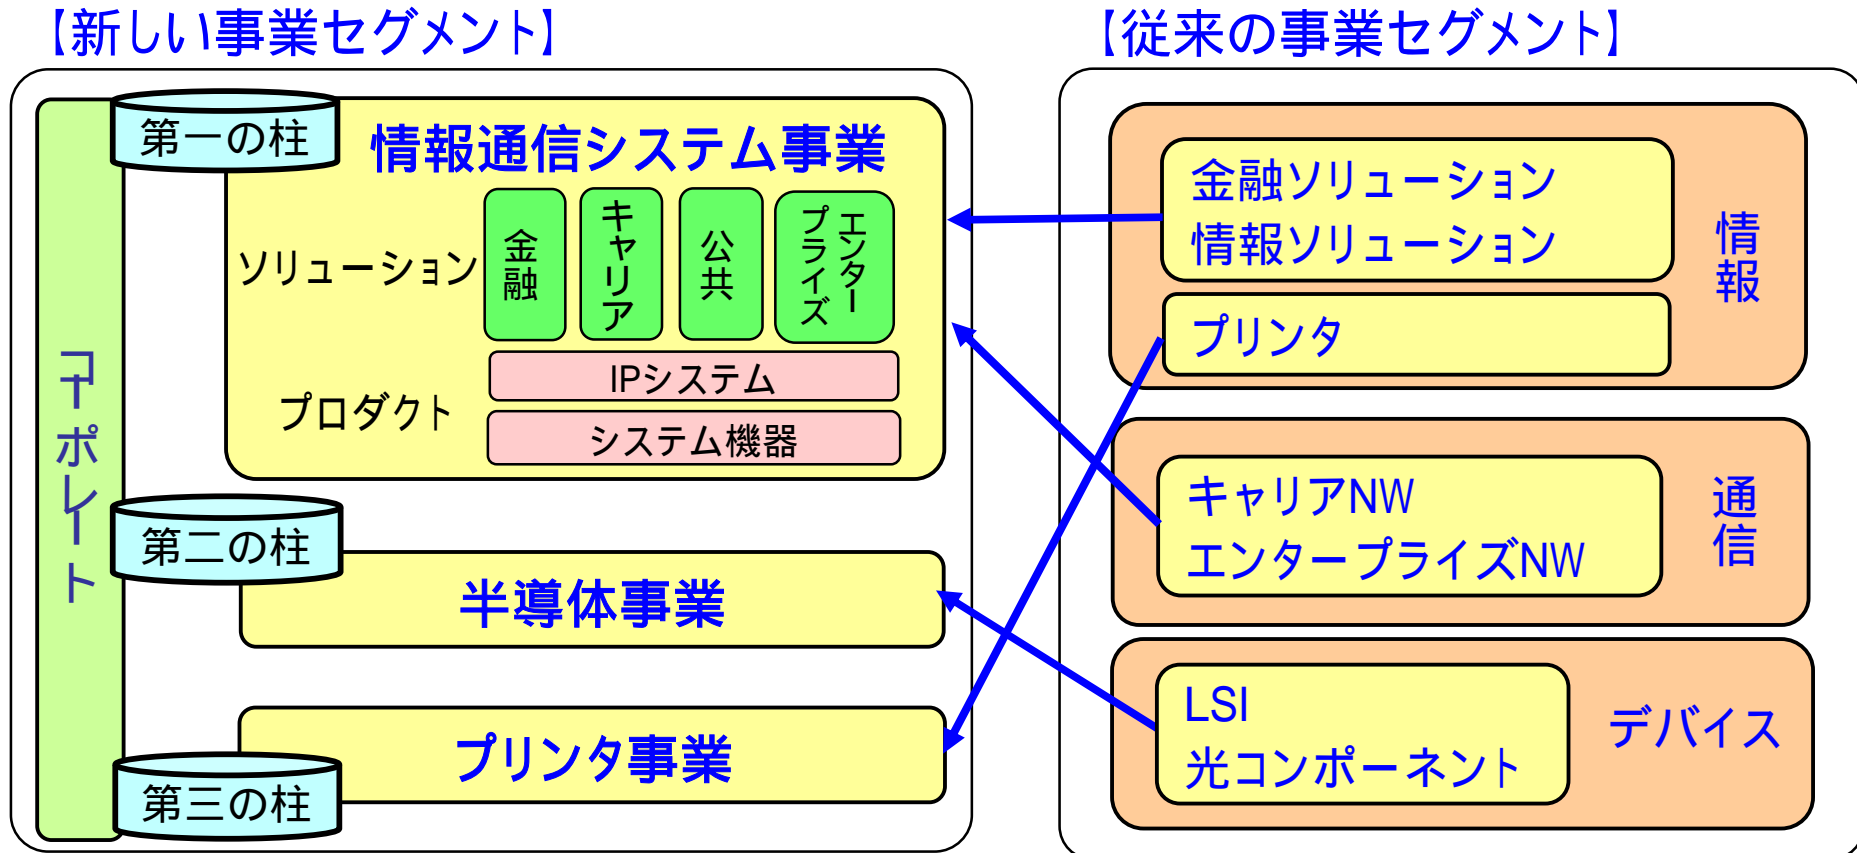 【新しい事業セグメント】
コーポレート
第一の柱
情報通信システム事業
ソリューション
金融
キャリア
公共
エンター
プライズ
プロダクト
IPシステム
システム機器
第二の柱
半導体事業
プリンタ事業
第三の柱
【従来の事業セグメント】
金融ソリューション
情報ソリューション
プリンタ
情報
キャリアNW
エンタープライズNW
通信
LSI
光コンポーネント
デバイス